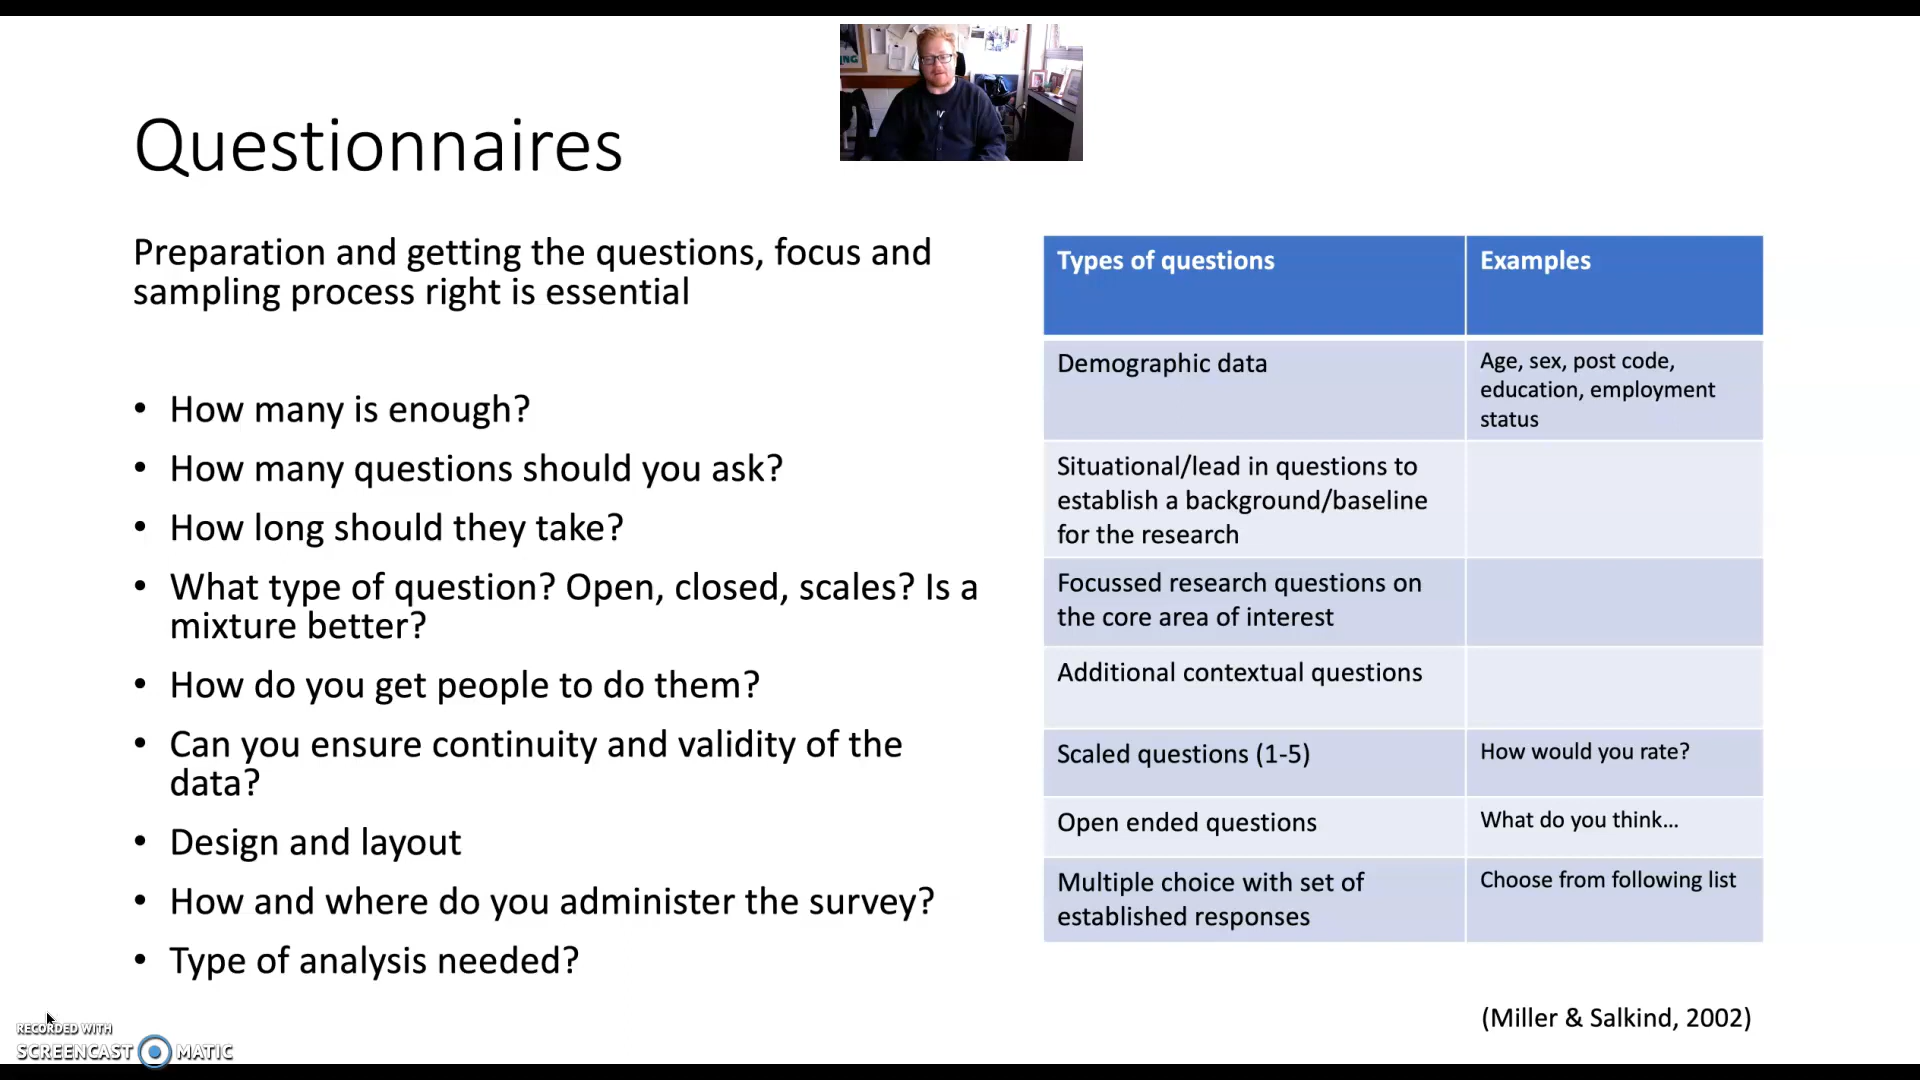 Questionnaires
Preparation and getting the questions, focus and
sampling process right is essential
• How many is enough?
• How many questions should you ask?
• How long should they take?
• What type of question? Open, closed, scales? Is a
mixture better?
• How do you get people to do them?
• Can you ensure continuity and validity of the
data?
• Design and layout
• How and where do you administer the survey?
• Type of analysis needed?
Types of questions
Examples
Demographic data
Age, sex, post code,
education, employment
status
Situational/lead in questions to
establish a background/baseline
for the research
Focussed research questions on
the core area of interest
Additional contextual questions
Scaled questions (1-5)
How would you rate?
Open ended questions
What do you think...
Multiple choice with set of
established responses
Choose from following list
(Miller & Salkind, 2002)
RECORDED WITH
SCREENCAST MATIC